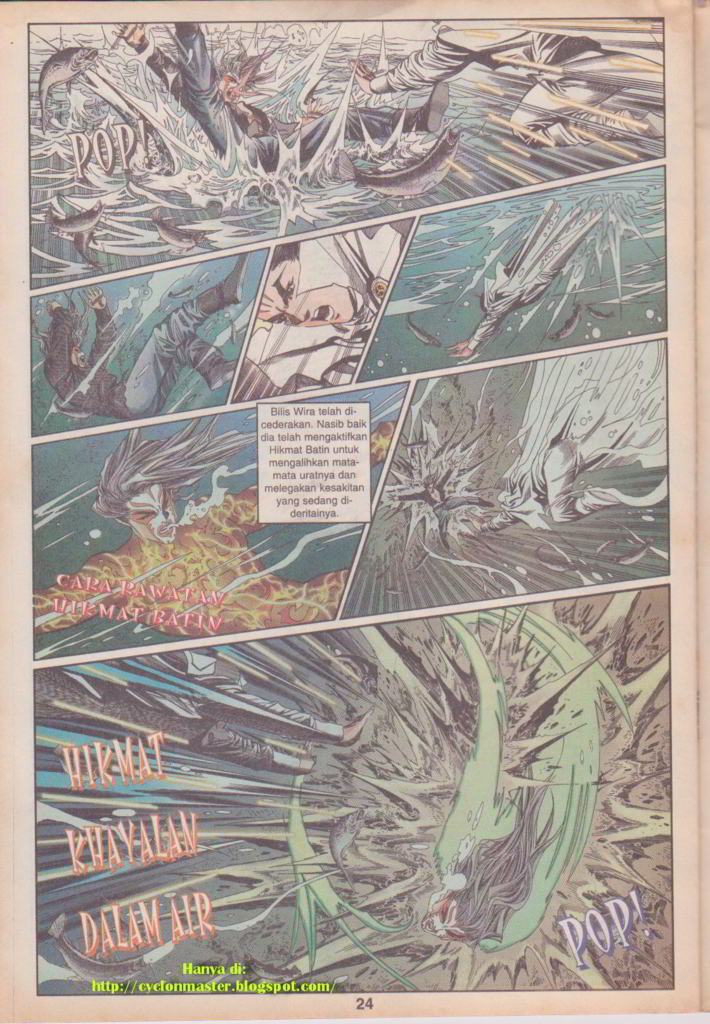 POP!
Bilis Wira telah di-
cederakan. Nasib baik
dia telah mengaktifkan
Hikmat Batin untuk
mengalihkan mata-
mata uratnya dan
melegakan kesakitan
yang sedang di-
deritainya.
CARA RAWATAN
HIKMAT BATIN
HIKMAT
KHAYALAN
DALAM AIR
POP!
Hanya di:
http://cyclonmaster.blogspot.com/
24